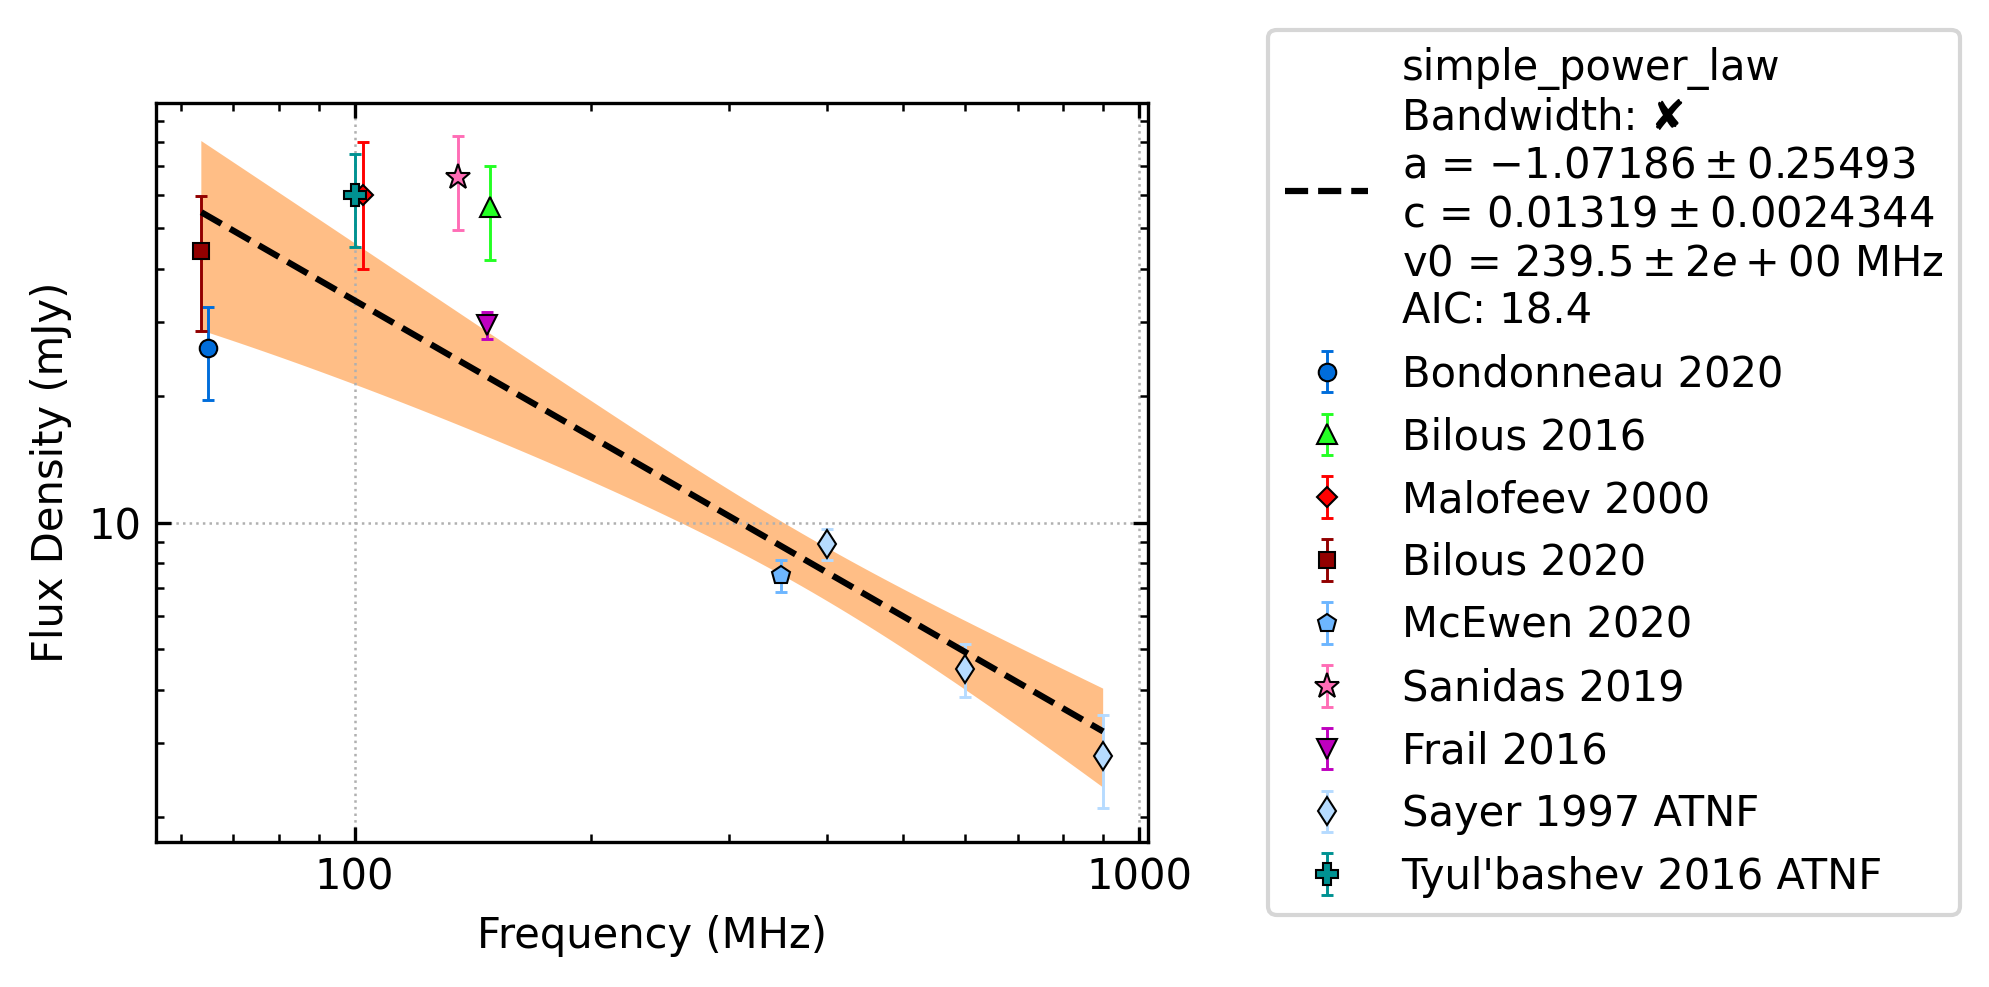 simple_power_law
Bandwidth: ✘
a = −1.07186 ± 0.25493
c = 0.01319 ± 0.0024344
v0 = 239.5 ± 2e + 00 MHz
AIC: 18.4
Bondonneau 2020
Bilous 2016
Malofeev 2000
Bilous 2020
McEwen 2020
Sanidas 2019
Frail 2016
Sayer 1997 ATNF
Tyul'bashev 2016 ATNF
Flux Density (mJy)
10
100
1000
Frequency (MHz)